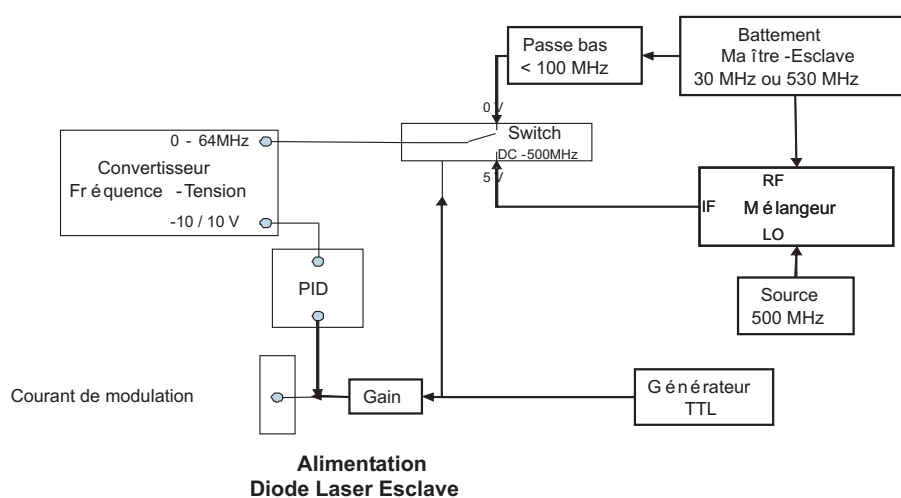 Battement
Maître -Esclave
30 MHz ou 530 MHz
Passe bas
< 100 MHz
0 V
Switch
DC -500MHz
5 V
0 - 64MHz
Convertisseur
Fréquence -Tension
-10 / 10 V
RF
IF
Mélangeur
LO
PID
Source
500 MHz
Courant de modulation
Gain
Générateur
TTL
Alimentation
Diode Laser Esclave